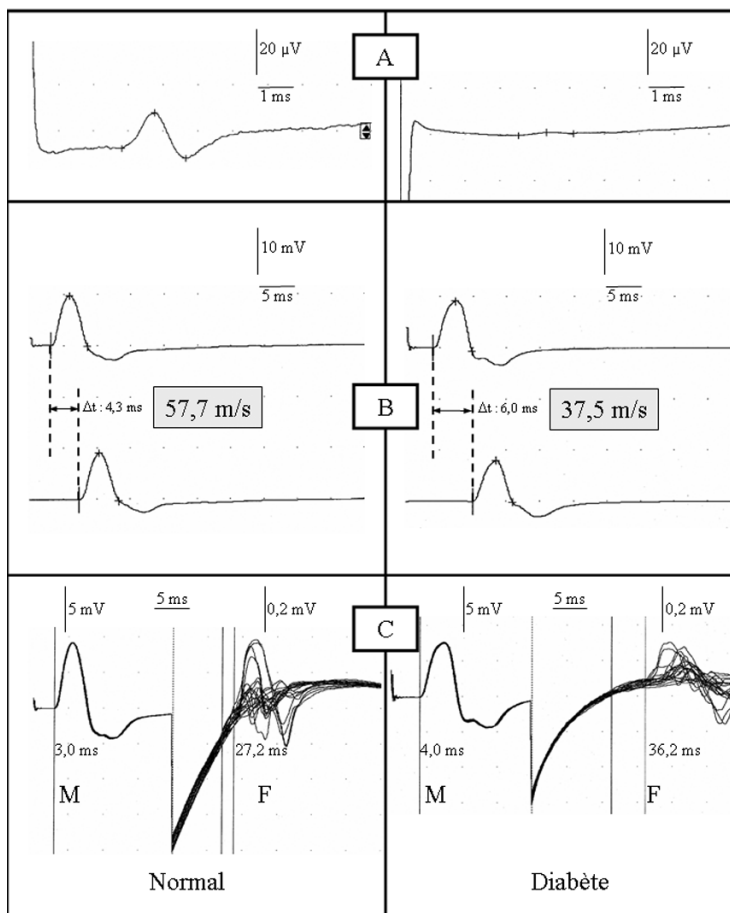 20 µV
1 ms
A
20 µV
1 ms
10 mV
5 ms
10 mV
5 ms
Δt : 4,3 ms
57,7 m/s
B
Δt : 6,0 ms
37,5 m/s
5 mV
5 ms
0,2 mV
C
5 mV
5 ms
0,2 mV
3,0 ms
27,2 ms
4,0 ms
36,2 ms
M
F
M
F
Normal
Diabète